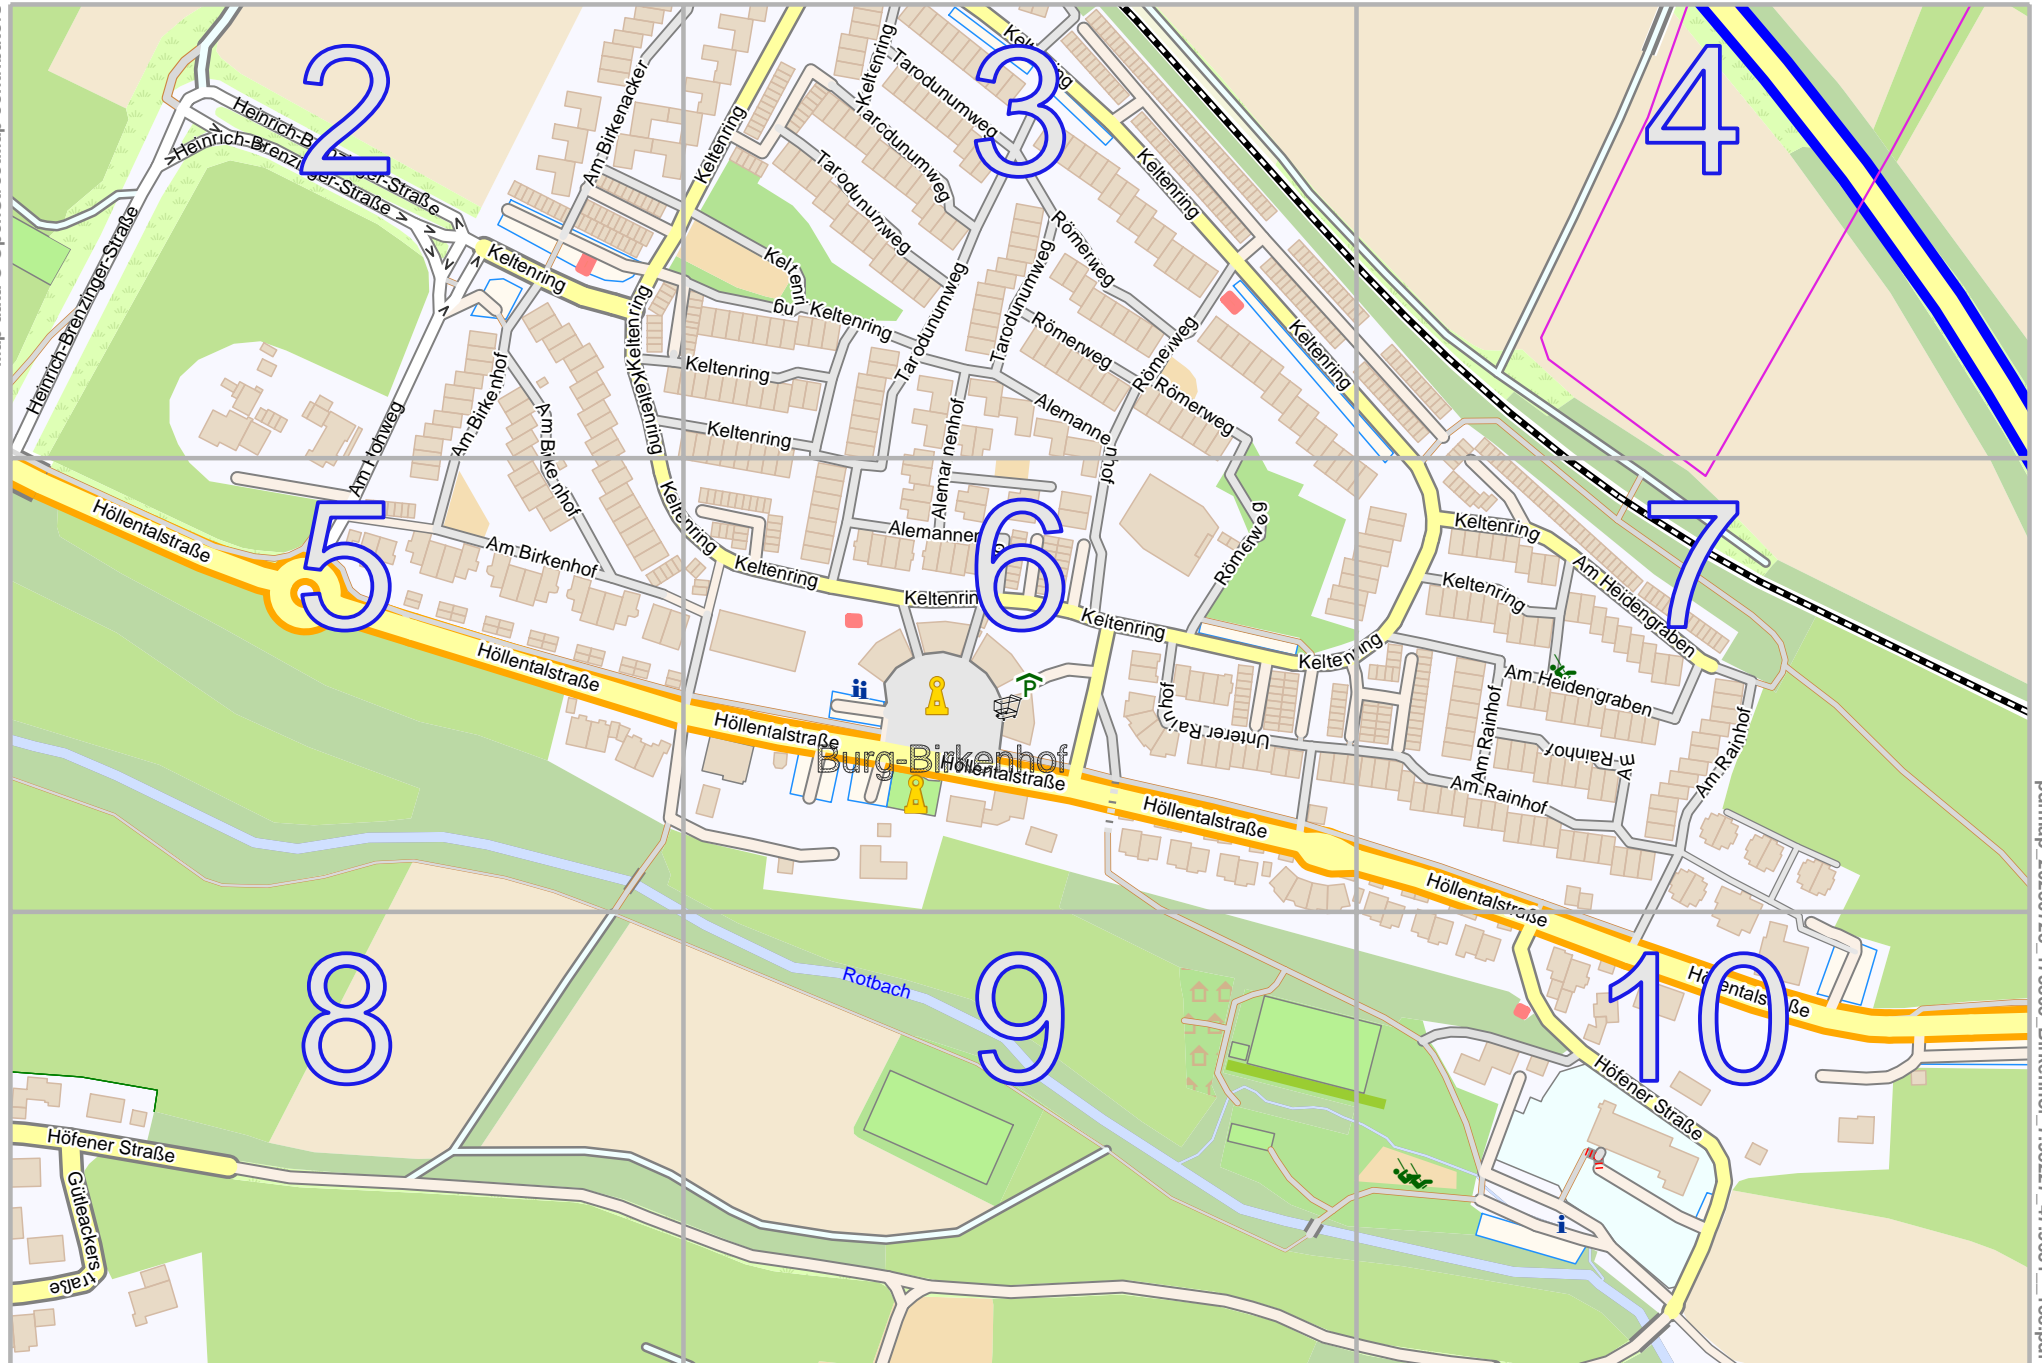 2
3
4
Heinrich-Brenzinger-Straße
Heinrich-Brenzinger-Straße
Heinrich-Brenzinger-Straße
Am Birkenacker
Keltenring
Keltenring
Keltenring
Keltenring
Tarodunumweg
Tarodunumweg
Tarodunumweg
Tarodunumweg
Tarodunumweg
Römerweg
Römerweg
Römerweg
Römerweg
Keltenring
Keltenring
Keltenring
Keltenring
Keltenring
Keltenring
Keltenring
Keltenring
Am Hohweg
Am Birkenhof
Am Birkenhof
Alemannenhof
Alemannenhof
5
6
7
Höllentalstraße
Am Birkenhof
Keltenring
Keltenring
Keltenring
Keltenring
Keltenring
Römerweg
Keltenring
Keltenring
Am Heidengraben
Am Heidengraben
Höllentalstraße
Höllentalstraße
P
Burg-Birkenhof
Höllentalstraße
Höllentalstraße
Unterer Rainhof
Am Rainhof
Am Rainhof
Am Rainhof
Am Rainhof
Höllentalstraße
8
9
10
Rotbach
Höllentalstraße
Höfener Straße
Höfener Straße
Gütleackerstraße